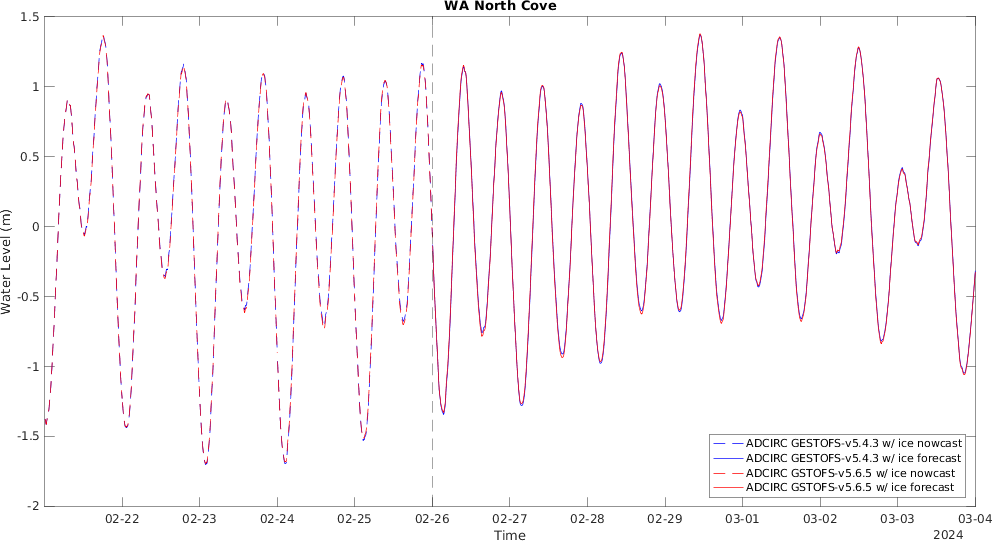 WA North Cove
1.5
1
0.5
0
-0.5
-1
-1.5
-2
Water Level (m)
02-22 02-23 02-24 02-25 02-26 02-27 02-28 02-29 03-01 03-02 03-03 03-04
Time
2024
ADCIRC GESTOFS-v5.4.3 w/ ice nowcast
ADCIRC GESTOFS-v5.4.3 w/ ice forecast
ADCIRC GSTOFS-v5.6.5 w/ ice nowcast
ADCIRC GSTOFS-v5.6.5 w/ ice forecast